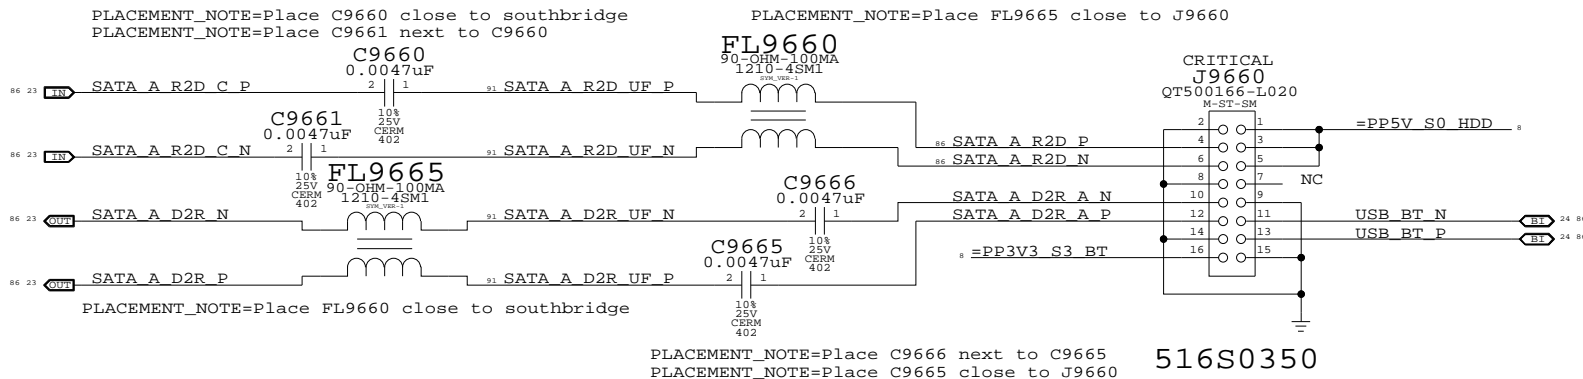 PLACEMENT_NOTE=Place C9660 close to southbridge
PLACEMENT_NOTE=Place C9661 next to C9660
PLACEMENT_NOTE=Place FL9665 close to J9660
C9660
0.0047uF
FL9660
90-OHM-100MA
1210-4SM1
SYM_VER-1
CRITICAL
J9660
QT500166-L020
M-ST-SM
86 23 IN SATA_A_R2D_C_P
2 1
10%
25V
CERM
402
91 SATA_A_R2D_UF_P
C9661
0.0047uF
86 23 IN SATA_A_R2D_C_N
2 1
10%
25V
CERM
402
91 SATA_A_R2D_UF_N
86 SATA_A_R2D_P
86 SATA_A_R2D_N
2 1
4 3
6 5
8 7
10 9
12 11
14 13
16 15
=PP5V_S0_HDD 8
NC
FL9665
90-OHM-100MA
1210-4SM1
SYM_VER-1
C9666
0.0047uF
86 23 OUT SATA_A_D2R_N
91 SATA_A_D2R_UF_N
2 1
10%
25V
CERM
402
SATA_A_D2R_A_N
SATA_A_D2R_A_P
USB_BT_N BI 24 86
USB_BT_P BI 24 86
C9665
0.0047uF
8 =PP3V3_S3_BT
86 23 OUT SATA_A_D2R_P
91 SATA_A_D2R_UF_P
2 1
10%
25V
CERM
402
PLACEMENT_NOTE=Place FL9660 close to southbridge
PLACEMENT_NOTE=Place C9666 next to C9665
PLACEMENT_NOTE=Place C9665 close to J9660
516S0350